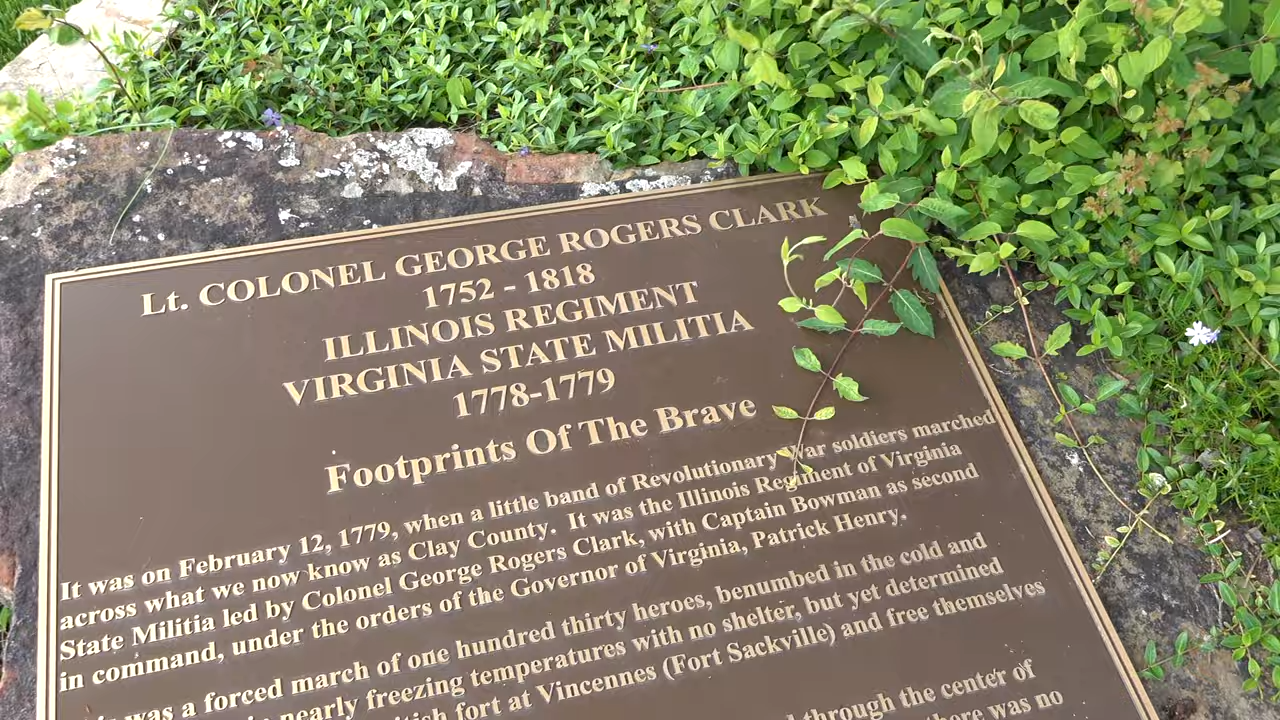 Lt. COLONEL GEORGE ROGERS CLARK
1752 - 1818
ILLINOIS REGIMENT
VIRGINIA STATE MILITIA
1778-1779
Footprints Of The Brave
It was on February 12, 1779, when a little band of Revolutionary War soldiers marched
across what we now know as Clay County. It was the Illinois Regiment of Virginia
State Militia led by Colonel George Rogers Clark, with Captain Bowman as second
in command, under the orders of the Governor of Virginia, Patrick Henry.
was a forced march of one hundred thirty heroes, benumbed in the cold and
nearly freezing temperatures with no shelter, but yet determined
fort at Vincennes (Fort Sackville) and free themselves
through the center of
there was no